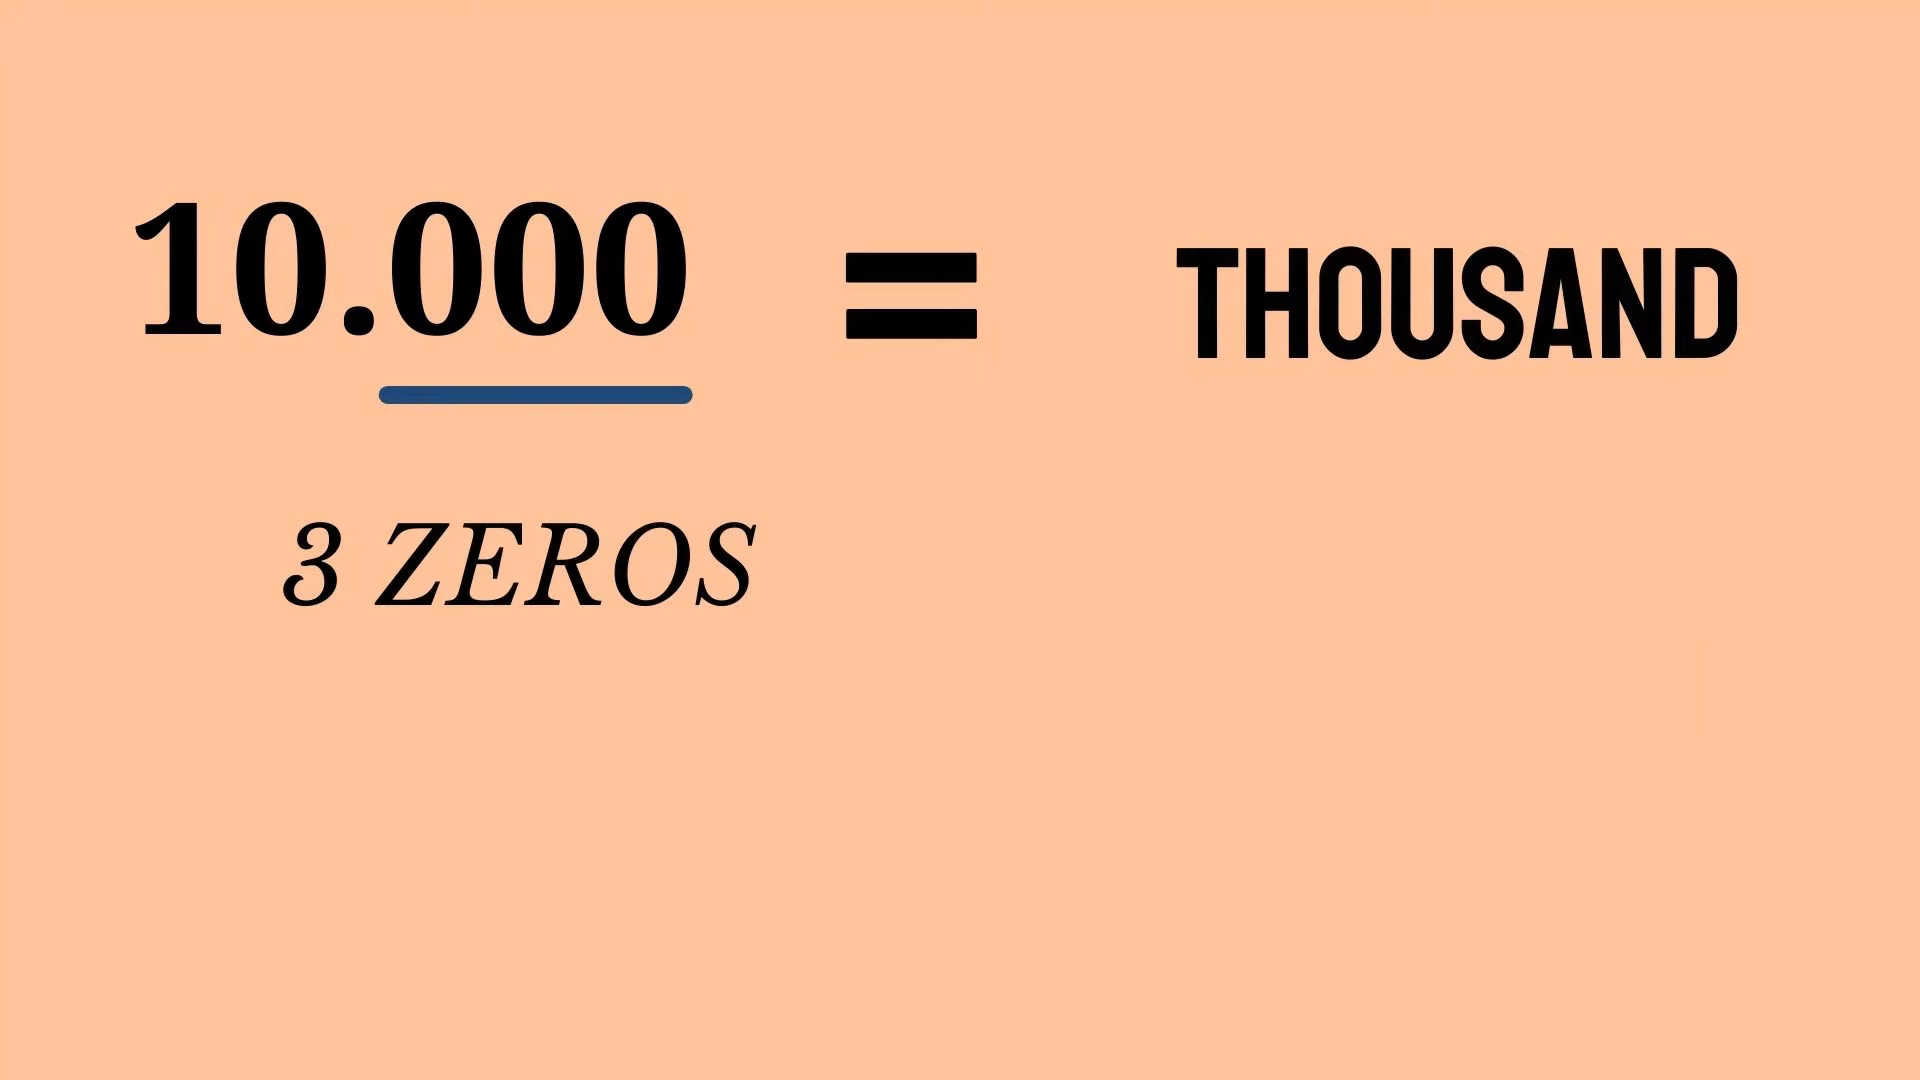 10.000 = THOUSAND
3 ZEROS